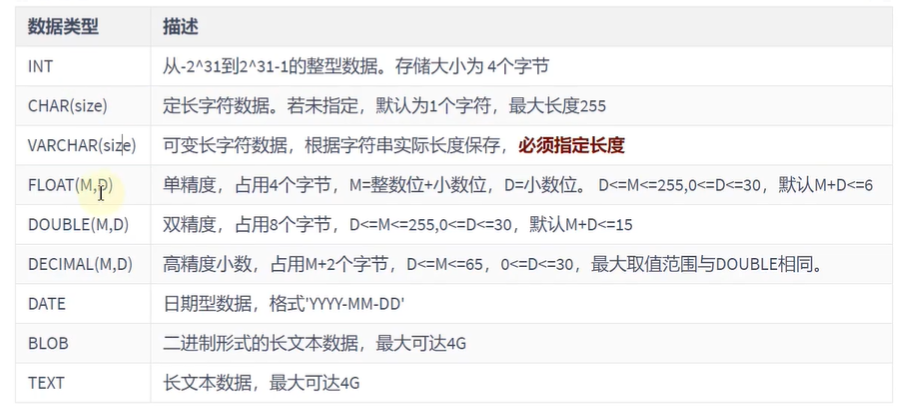 数据类型 描述
INT 从-2^31到2^31-1的整型数据。存储大小为 4个字节
CHAR(size) 定长字符数据。若未指定，默认为1个字符，最大长度255
VARCHAR(size) 可变长字符数据，根据字符串实际长度保存，必须指定长度
FLOAT(M,D) 单精度，占用4个字节，M=整数位+小数位，D=小数位。 D<=M<=255,0<=D<=30，默认M+D<=6
DOUBLE(M,D) 双精度，占用8个字节，D<=M<=255,0<=D<=30，默认M+D<=15
DECIMAL(M,D) 高精度小数，占用M+2个字节，D<=M<=65，0<=D<=30，最大取值范围与DOUBLE相同。
DATE 日期型数据，格式'YYYY-MM-DD'
BLOB 二进制形式的长文本数据，最大可达4G
TEXT 长文本数据，最大可达4G